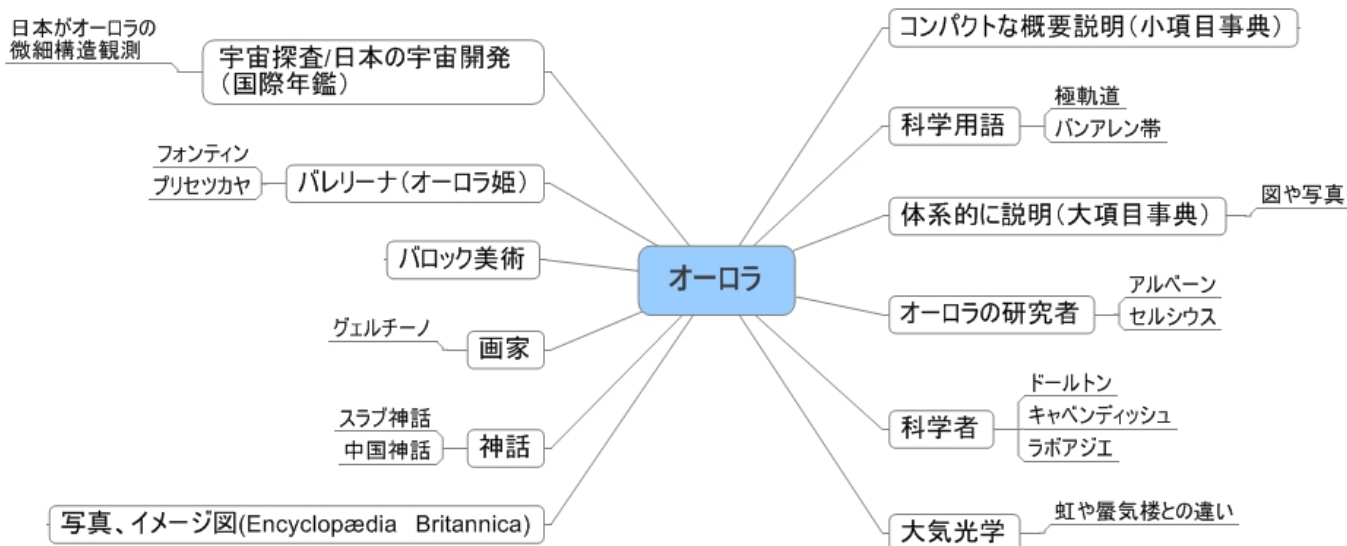 日本がオーロラの
微細構造観測
宇宙探査/日本の宇宙開発
（国際年鑑）
フォンティン
プリセツカヤ
バレリーナ（オーロラ姫）
バロック美術
グェルチーノ
画家
スラブ神話
中国神話
神話
写真、イメージ図(Encyclopædia Britannica)
オーロラ
コンパクトな概要説明（小項目事典）
科学用語
極軌道
バンアレン帯
体系的に説明（大項目事典）
図や写真
オーロラの研究者
アルベーン
セルシウス
科学者
ドールトン
キャベンディッシュ
ラボアジエ
大気光学
虹や蜃気楼との違い